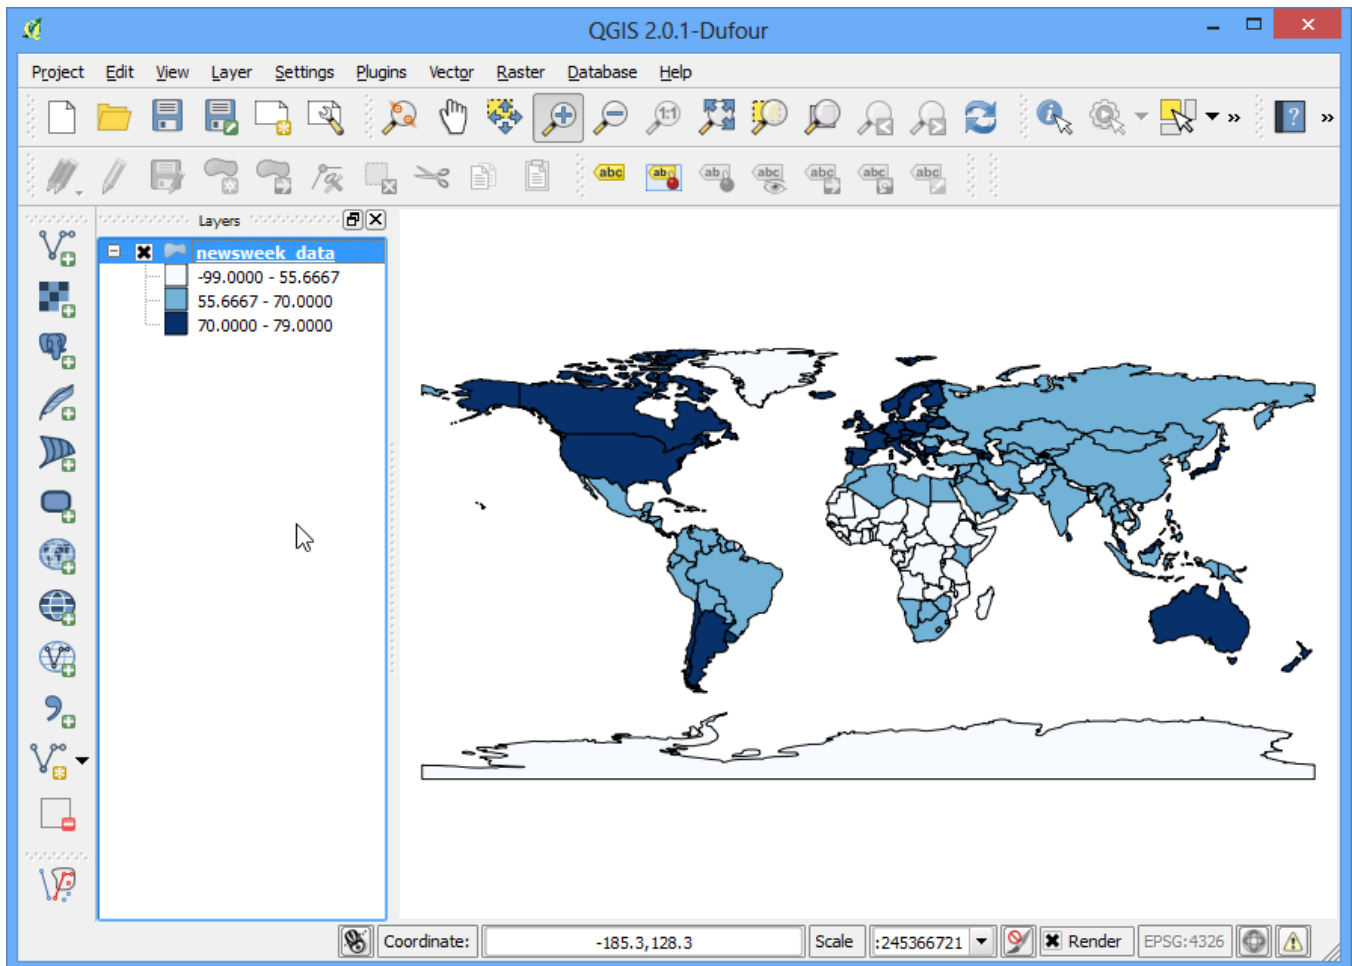 QGIS 2.0.1-Dufour
Project Edit View Layer Settings Plugins Vector Raster Database Help
1:1
abc
Layers
newsweek_data
-99.0000 - 55.6667
55.6667 - 70.0000
70.0000 - 79.0000
Coordinate: -185.3,128.3 Scale :245366721 Render EPSG:4326